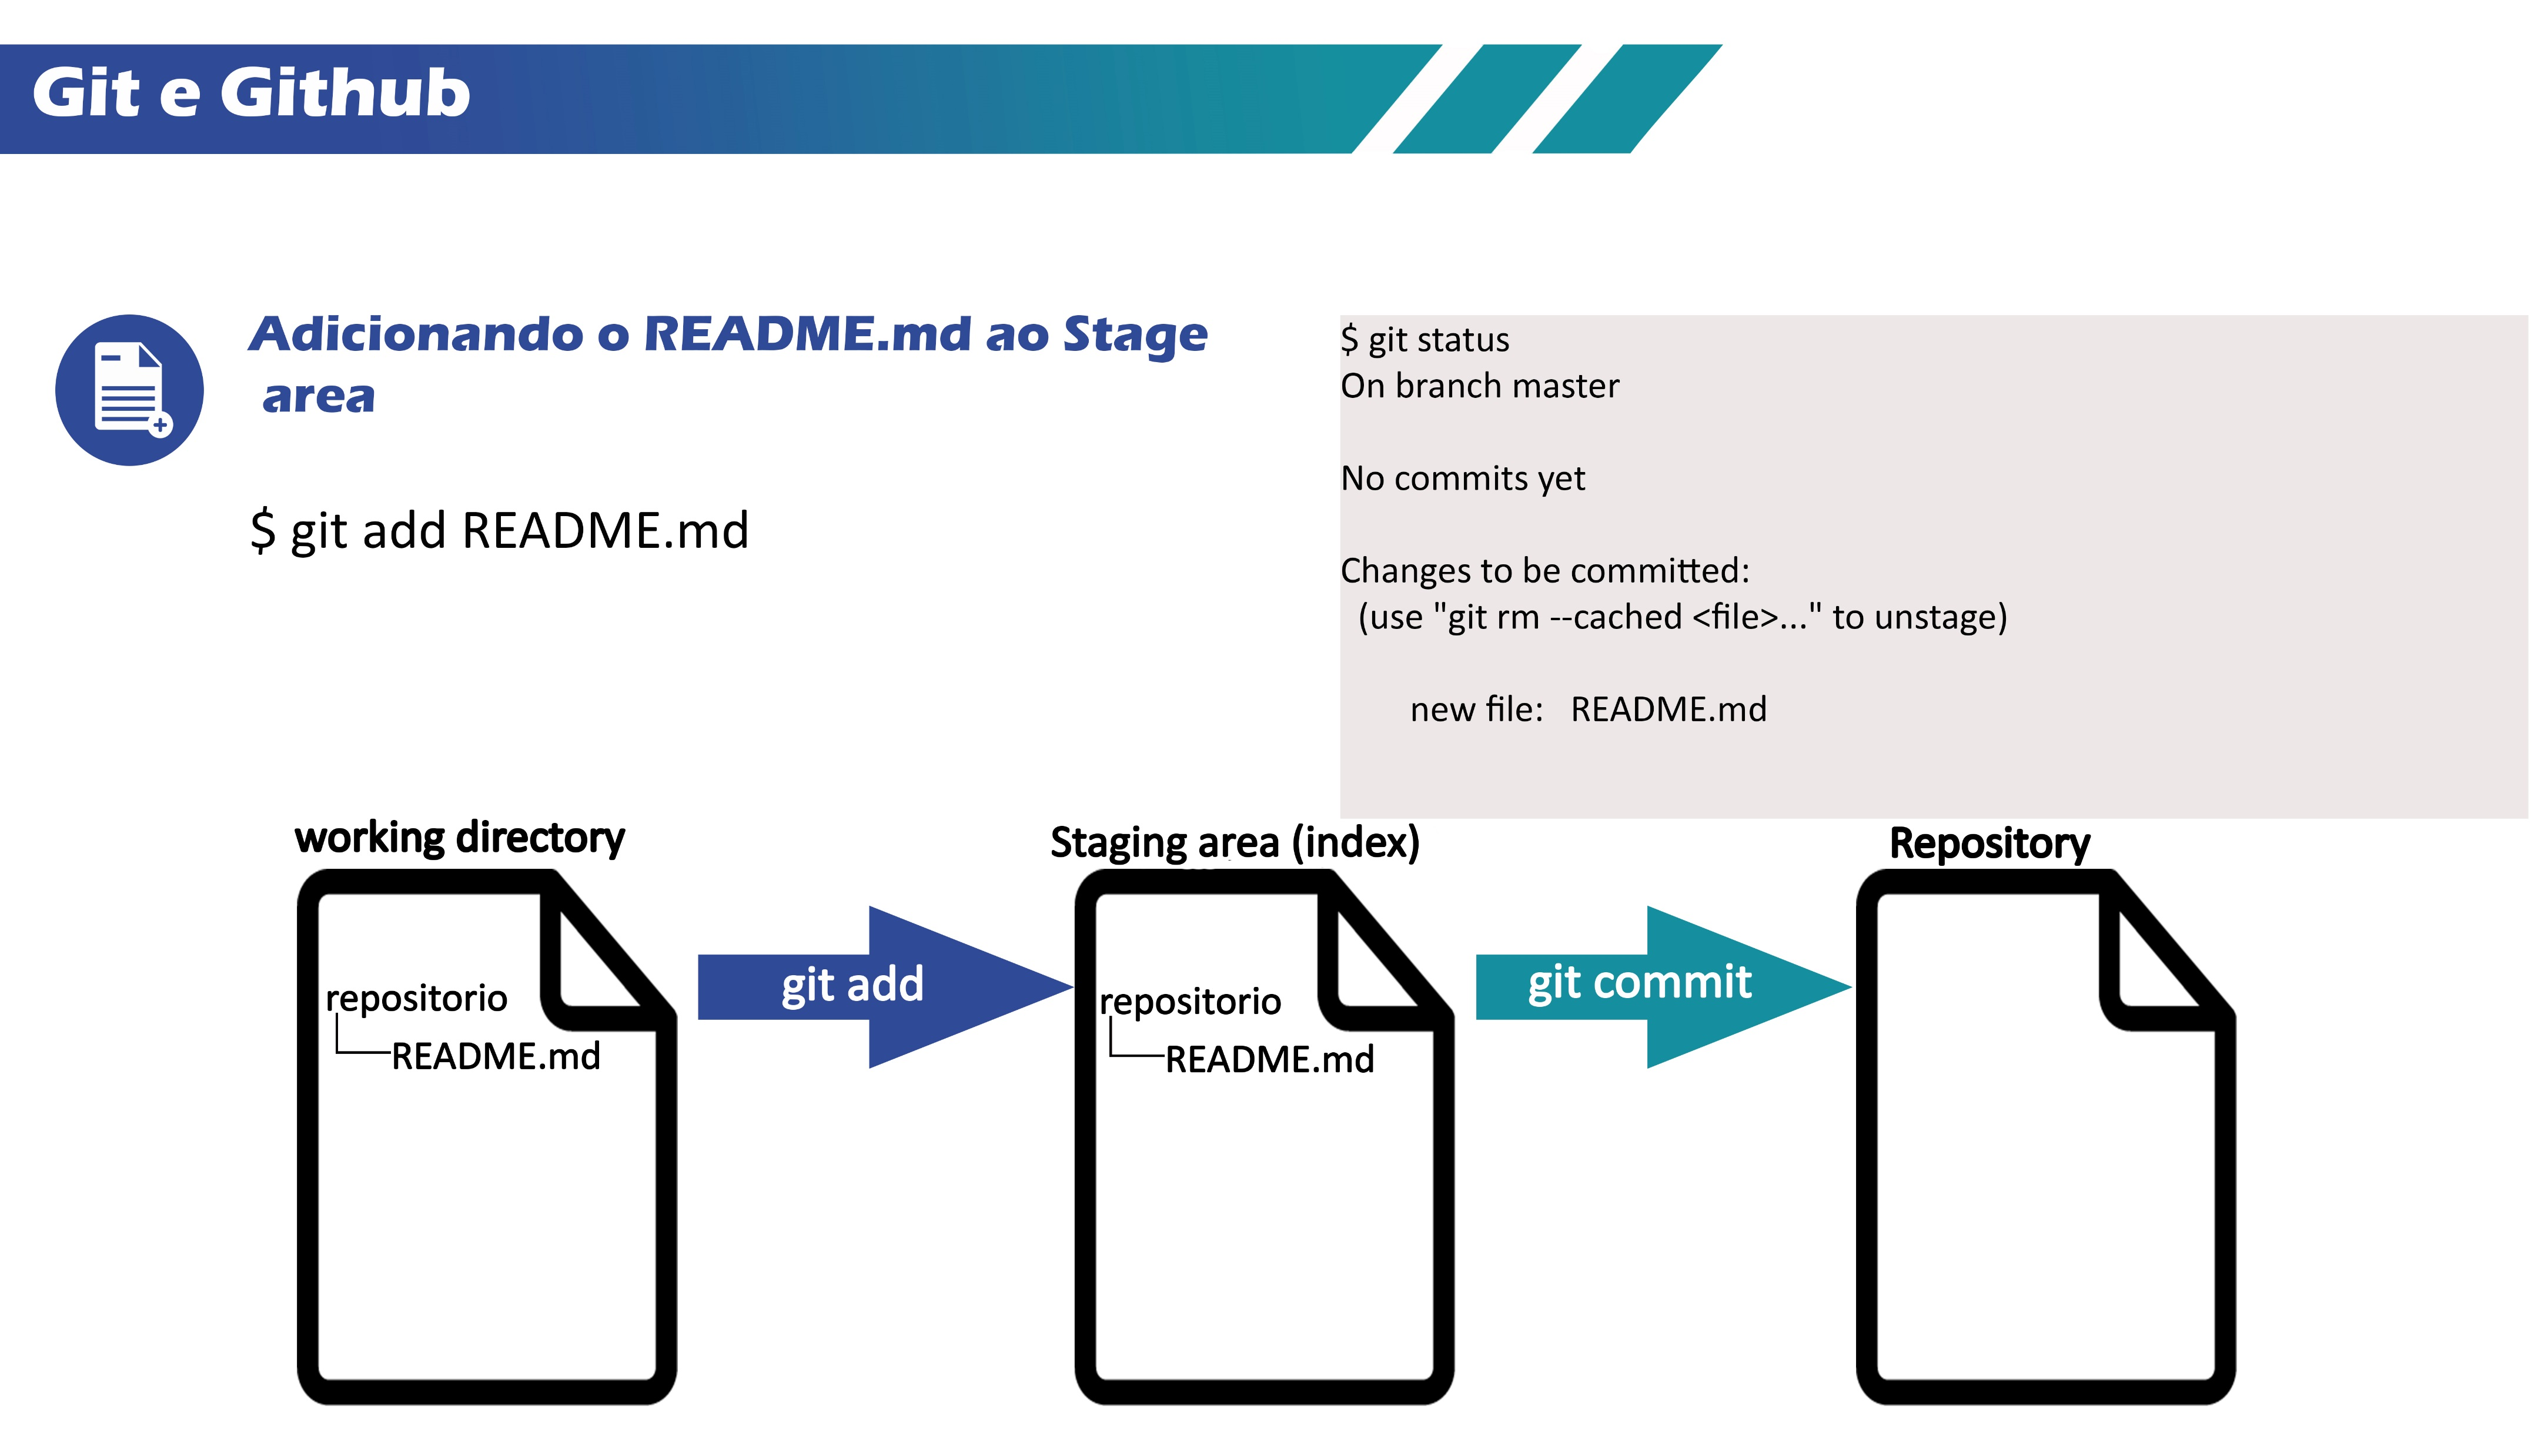 Git e Github
Adicionando o README.md ao Stage
area
$ git add README.md
$ git status
On branch master
No commits yet
Changes to be committed:
(use "git rm --cached <file>..." to unstage)
new file: README.md
working directory
repositorio
README.md
git add
Staging area (index)
repositorio
README.md
git commit
Repository